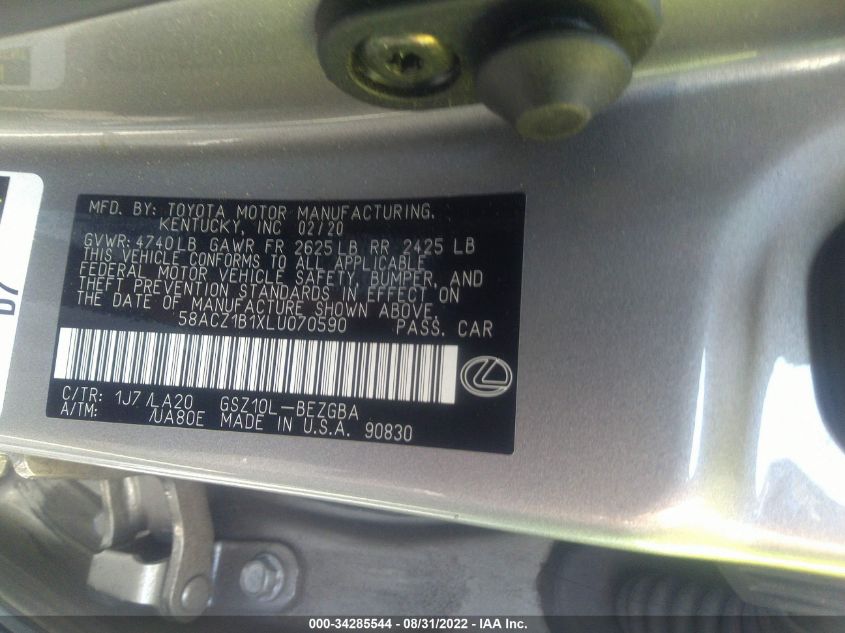 MFD. BY: TOYOTA MOTOR MANUFACTURING,
KENTUCKY, INC 02/20
GVWR: 4740LB GAWR FR 2625LB RR 2425 LB
THIS VEHICLE CONFORMS TO ALL APPLICABLE
FEDERAL MOTOR VEHICLE SAFETY, BUMPER, AND
THEFT PREVENTION STANDARDS IN EFFECT ON
THE DATE OF MANUFACTURE SHOWN ABOVE.
58ACZ1B1XLU070590 PASS. CAR
C/TR: 1J7/LA20 GSZ10L-BEZGBA
A/TM: /UA80E MADE IN U.S.A. 90830
000-34285544 - 08/31/2022 - IAA Inc.